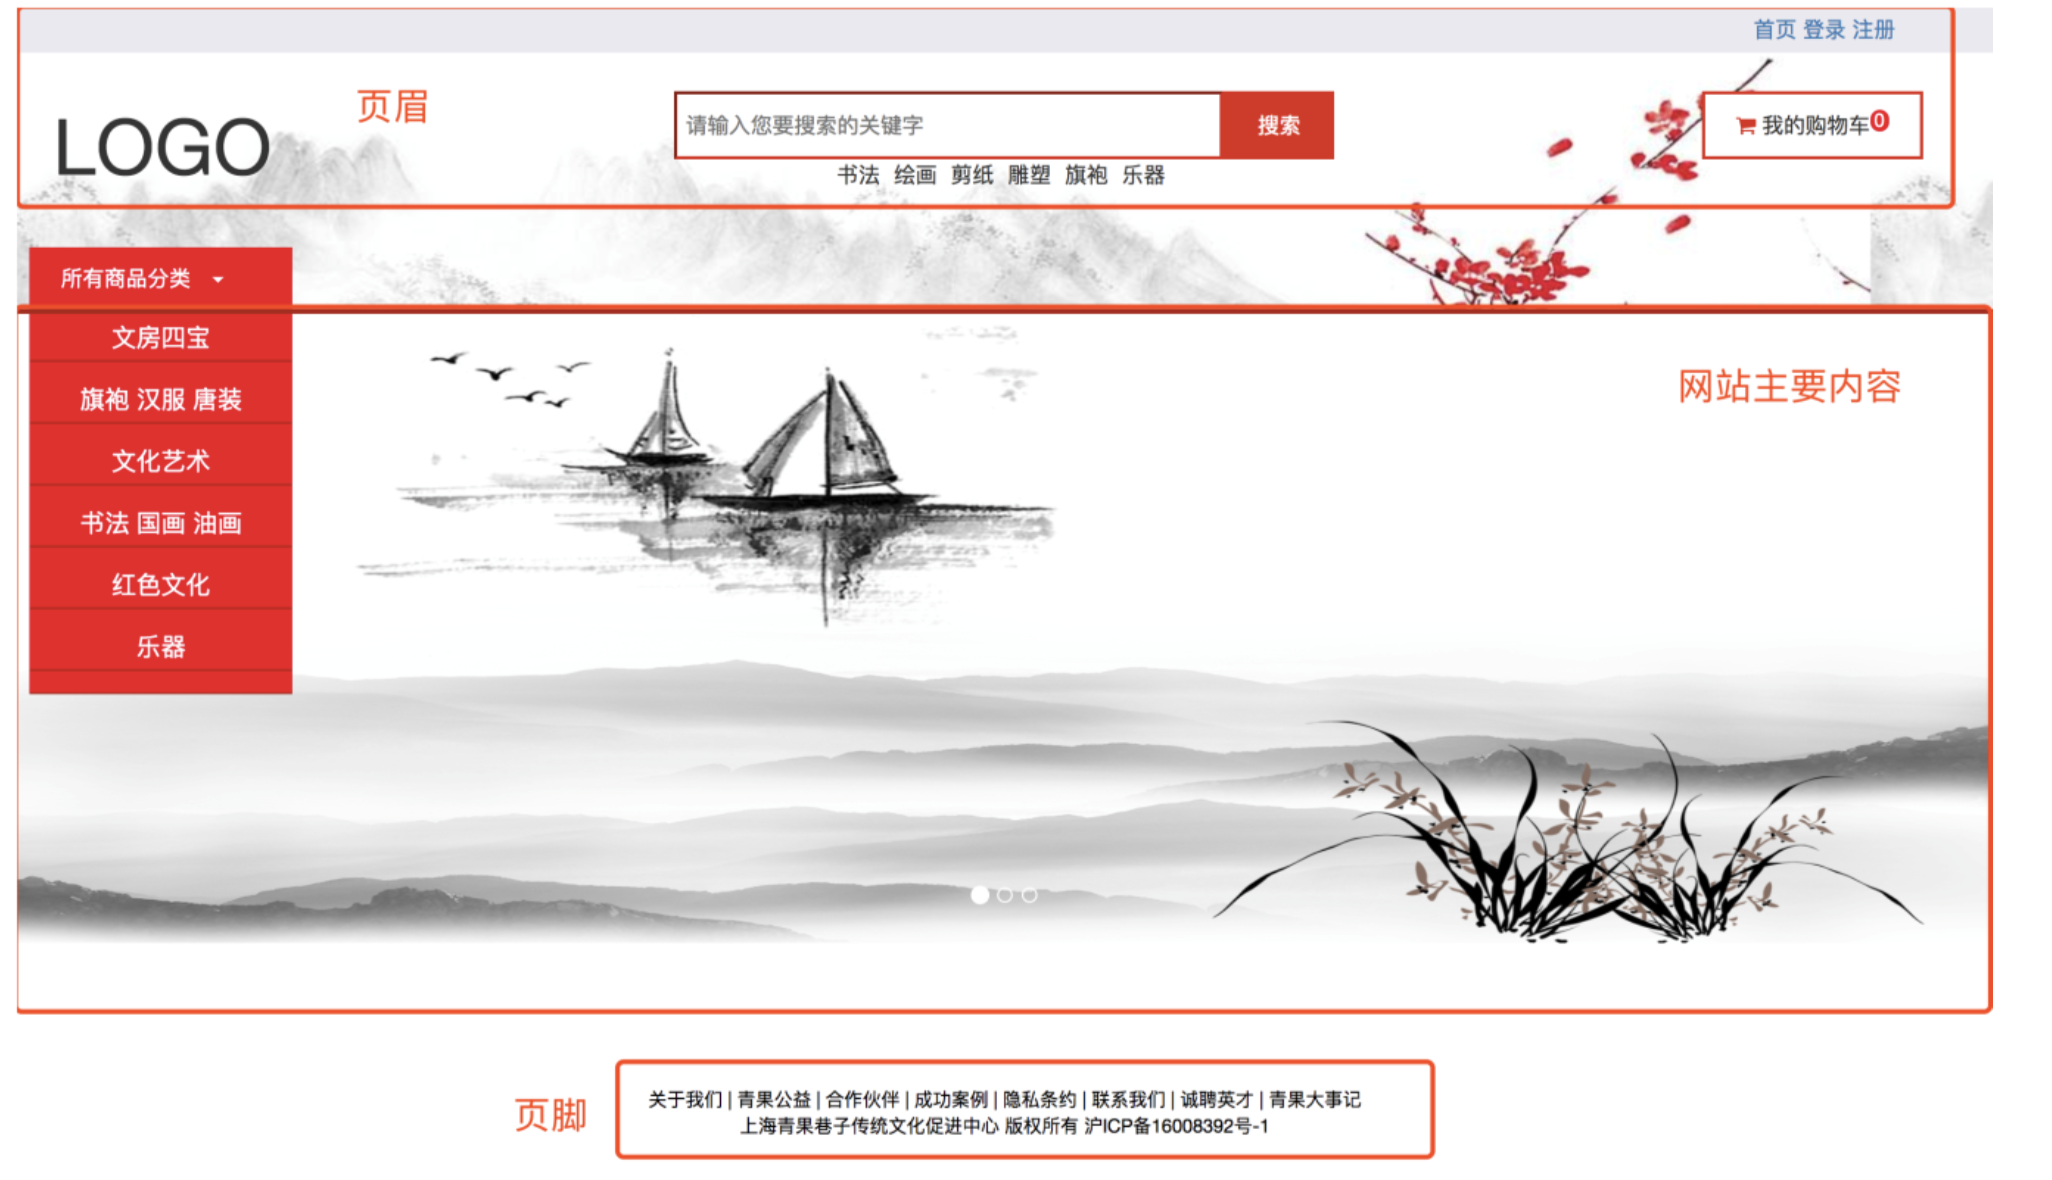 首页 登录 注册
页眉
LOGO
请输入您要搜索的关键字
搜索
我的购物车0
书法 绘画 剪纸 雕塑 旗袍 乐器
所有商品分类
文房四宝
旗袍 汉服 唐装
文化艺术
书法 国画 油画
红色文化
乐器
网站主要内容
页脚
关于我们 | 青果公益 | 合作伙伴 | 成功案例 | 隐私条约 | 联系我们 | 诚聘英才 | 青果大事记
上海青果巷子传统文化促进中心 版权所有 沪ICP备16008392号-1